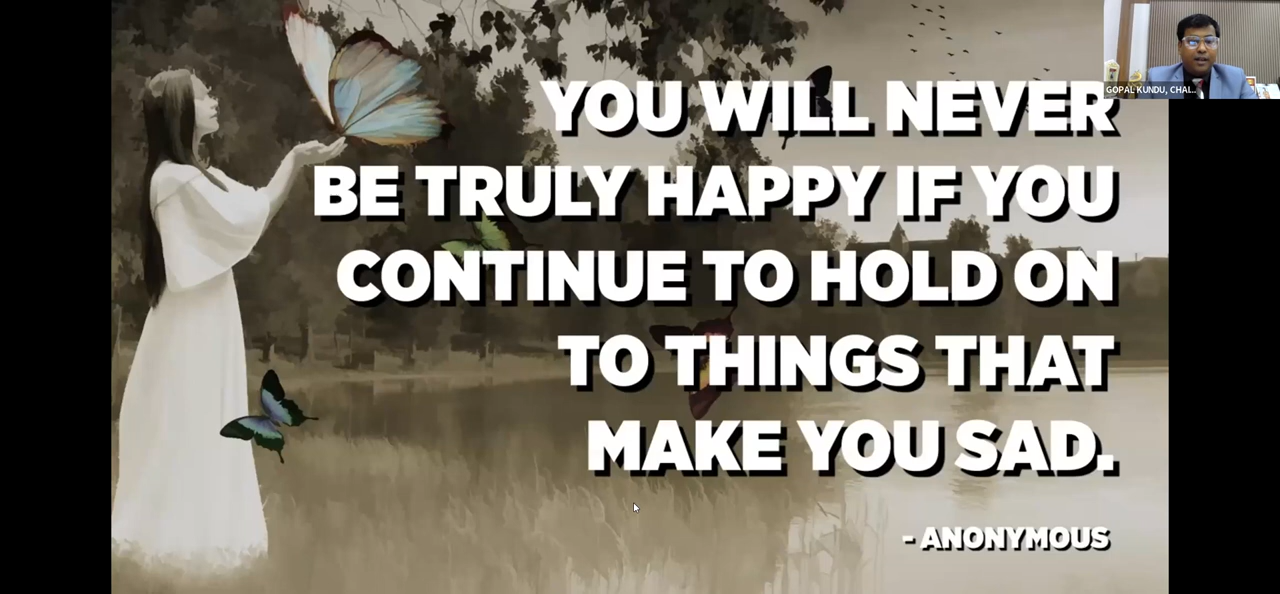 GOPAL KUNDU, CHAI...
YOU WILL NEVER
BE TRULY HAPPY IF YOU
CONTINUE TO HOLD ON
TO THINGS THAT
MAKE YOU SAD.
- ANONYMOUS